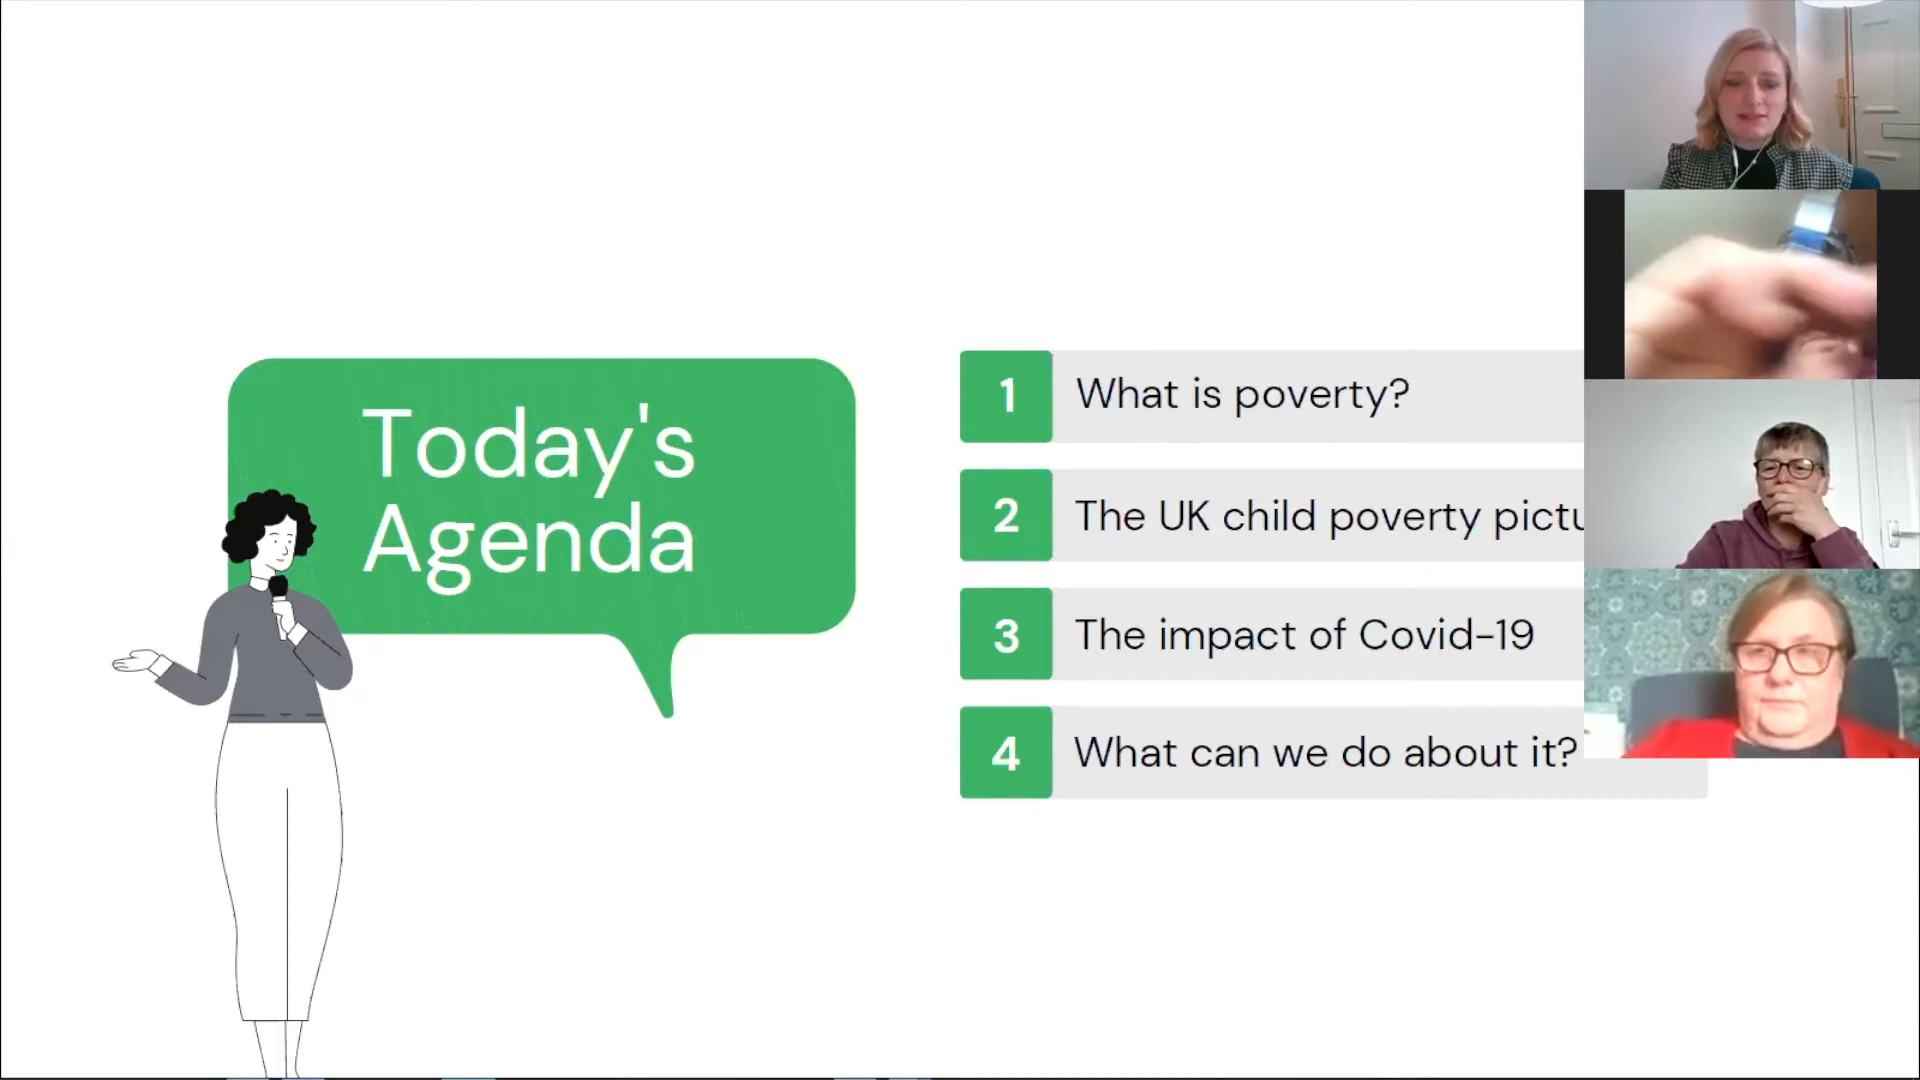 Today's
Agenda
1 What is poverty?
2 The UK child poverty pictu
3 The impact of Covid-19
4 What can we do about it?